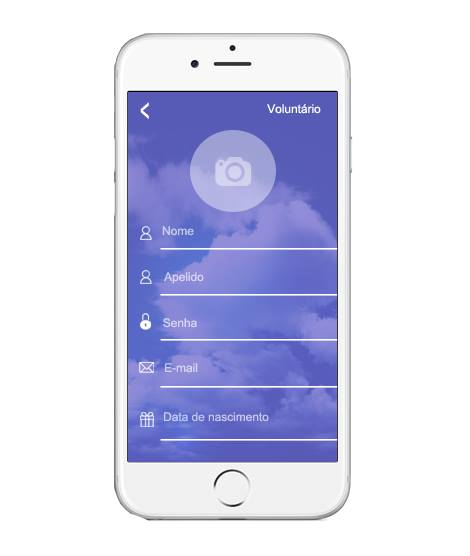 Voluntário
Nome
Apelido
Senha
E-mail
Data de nascimento